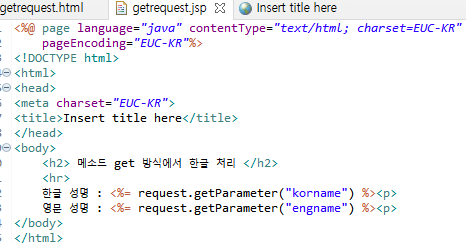 getrequest.html getrequest.jsp Insert title here
<%@ page language="java" contentType="text/html; charset=EUC-KR"
pageEncoding="EUC-KR"%>
<!DOCTYPE html>
<html>
<head>
<meta charset="EUC-KR">
<title>Insert title here</title>
</head>
<body>
<h2> 메소드 get 방식에서 한글 처리 </h2>
<hr>
한글 성명 : <%= request.getParameter("korname") %><p>
영문 성명 : <%= request.getParameter("engname") %><p>
</body>
</html>